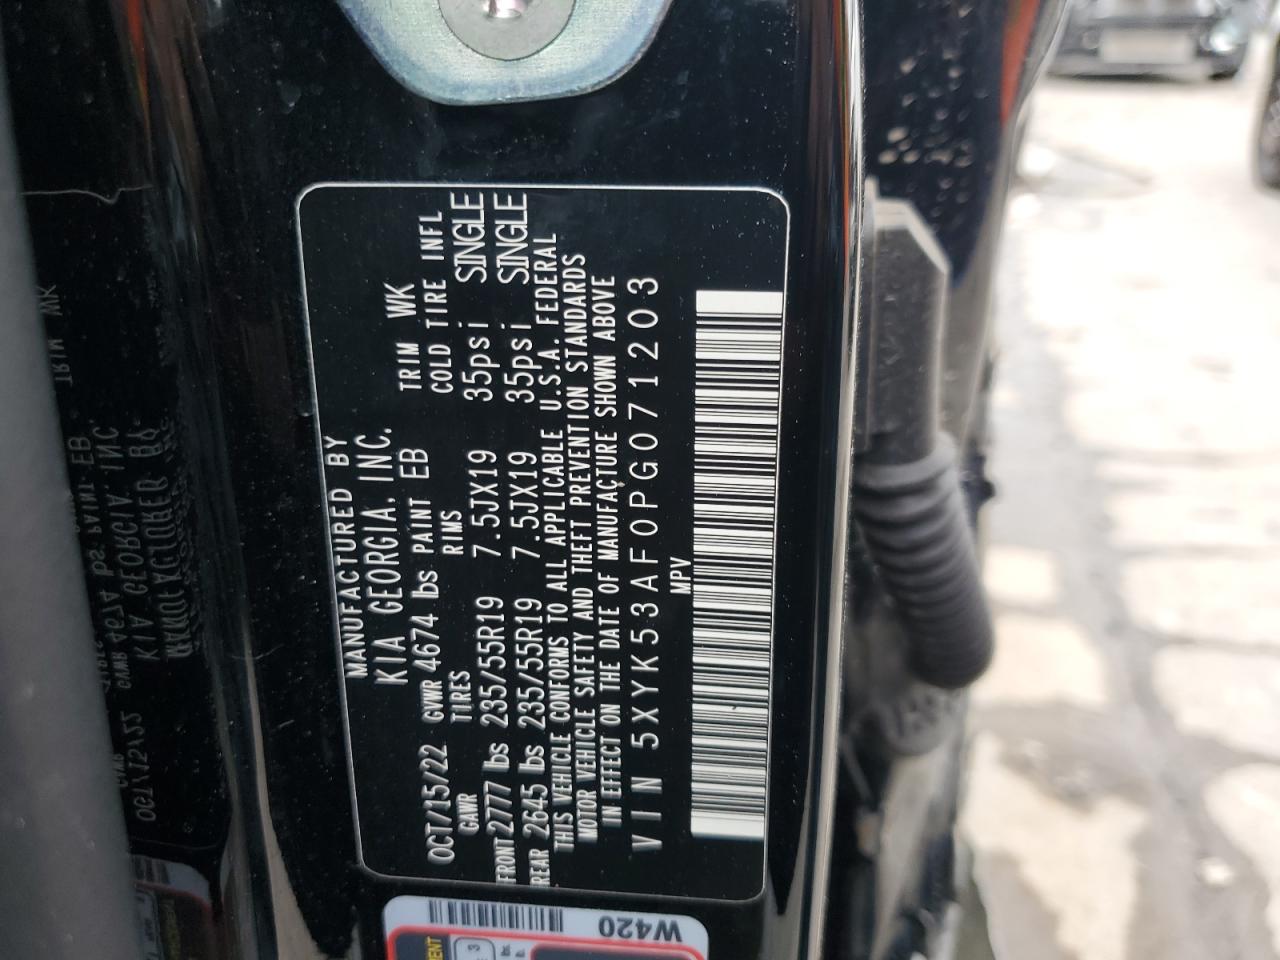 MANUFACTURED BY
KIA GEORGIA, INC.
OCT/15/22 GVWR 4674 lbs PAINT EB TRIM WK
GAWR TIRES RIMS COLD TIRE INFL
FRONT 2777 lbs 235/55R19 7.5JX19 35psi SINGLE
REAR 2645 lbs 235/55R19 7.5JX19 35psi SINGLE
THIS VEHICLE CONFORMS TO ALL APPLICABLE U.S.A. FEDERAL
MOTOR VEHICLE SAFETY AND THEFT PREVENTION STANDARDS
IN EFFECT ON THE DATE OF MANUFACTURE SHOWN ABOVE
VIN 5XYK53AF0PG071203
MPV
W420